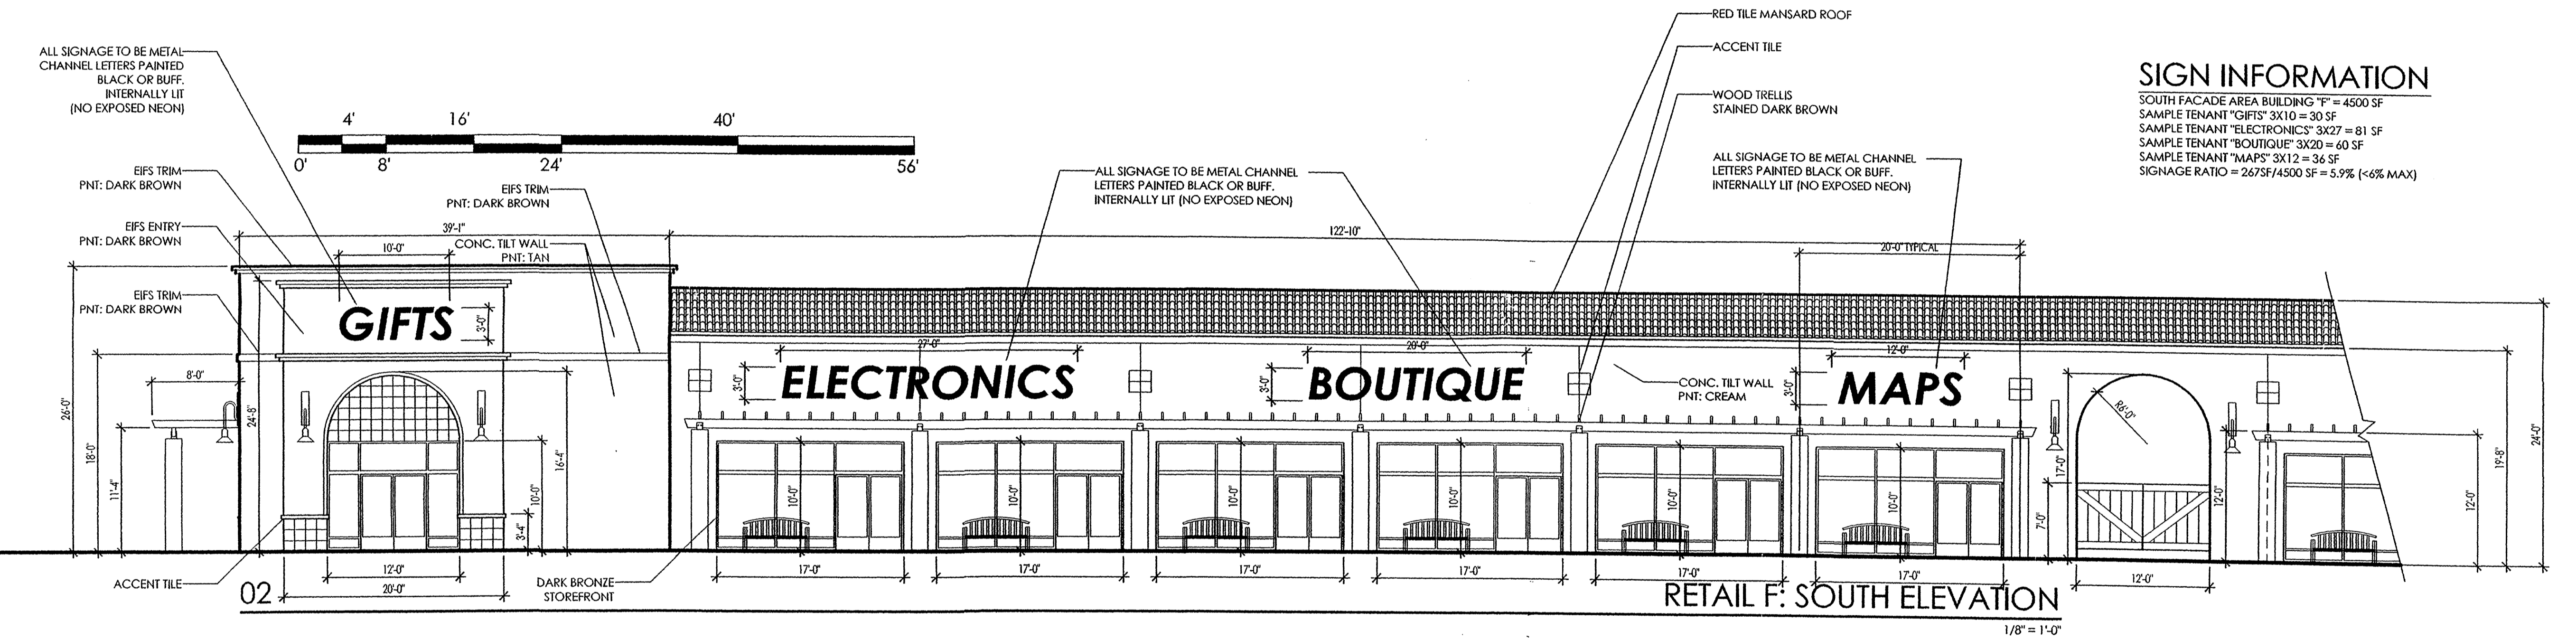 RED TILE MANSARD ROOF
ALL SIGNAGE TO BE METAL
CHANNEL LETTERS PAINTED
BLACK OR BUFF.
INTERNALLY LIT
(NO EXPOSED NEON)
ACCENT TILE
WOOD TRELLIS
STAINED DARK BROWN
SIGN INFORMATION
SOUTH FACADE AREA BUILDING "F" = 4500 SF
SAMPLE TENANT "GIFTS" 3X10 = 30 SF
SAMPLE TENANT "ELECTRONICS" 3X27 = 81 SF
SAMPLE TENANT "BOUTIQUE" 3X20 = 60 SF
SAMPLE TENANT "MAPS" 3X12 = 36 SF
SIGNAGE RATIO = 267SF/4500 SF = 5.9% (<6% MAX)
4' 16' 40'
0' 8' 24' 56'
EIFS TRIM
PNT: DARK BROWN
EIFS TRIM
PNT: DARK BROWN
ALL SIGNAGE TO BE METAL CHANNEL
LETTERS PAINTED BLACK OR BUFF.
INTERNALLY LIT (NO EXPOSED NEON)
ALL SIGNAGE TO BE METAL CHANNEL
LETTERS PAINTED BLACK OR BUFF.
INTERNALLY LIT (NO EXPOSED NEON)
EIFS ENTRY
PNT: DARK BROWN
39'-1"
122'-10"
10'-0"
CONC. TILT WALL
PNT: TAN
20'-0" TYPICAL
EIFS TRIM
PNT: DARK BROWN
GIFTS
3'-0"
27'-0"
20'-0"
12'-0"
ELECTRONICS
3'-0"
BOUTIQUE
3'-0"
CONC. TILT WALL
PNT: CREAM
MAPS
3'-0"
8'-0"
26'-0"
18'-0"
11'-4"
24'-8"
16'-4"
10'-0"
3'-4"
10'-0"
10'-0"
10'-0"
10'-0"
10'-0"
10'-0"
R6'-0"
17'-0"
7'-0"
12'-0"
12'-0"
19'-8"
24'-0"
12'-0"
20'-0"
17'-0"
17'-0"
17'-0"
17'-0"
17'-0"
17'-0"
12'-0"
ACCENT TILE
DARK BRONZE
STOREFRONT
02
RETAIL F: SOUTH ELEVATION
1/8" = 1'-0"